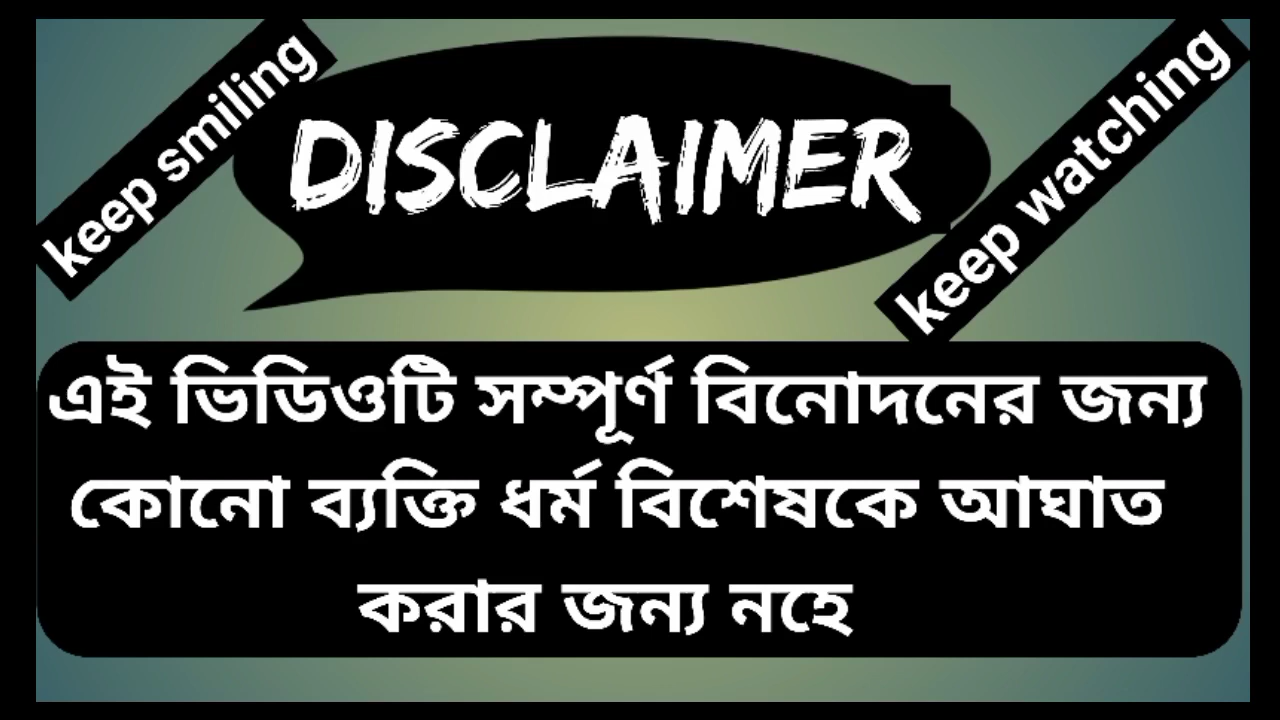 keep smiling
DISCLAIMER
keep watching
এই ভিডিওটি সম্পূর্ণ বিনোদনের জন্য
কোনো ব্যক্তি ধর্ম বিশেষকে আঘাত
করার জন্য নহে